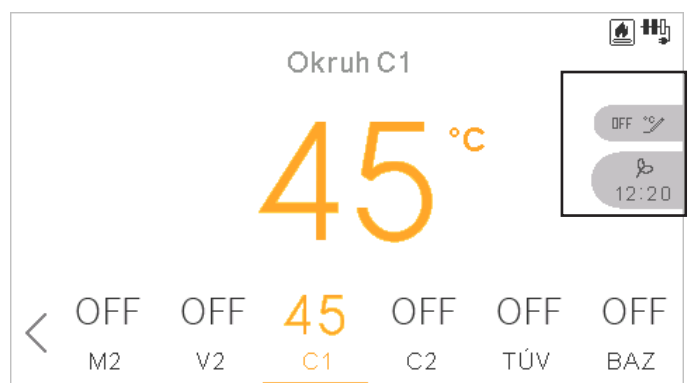 Okruh C1
45 °C
OFF °C
12:20
OFF OFF 45 OFF OFF OFF
M2 V2 C1 C2 TÚV BAZ